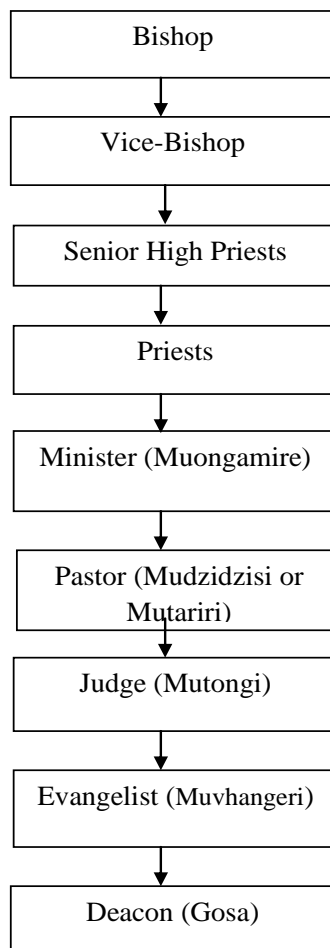 Bishop
Vice-Bishop
Senior High Priests
Priests
Minister (Muongamire)
Pastor (Mudzidzisi or
Mutariri)
Judge (Mutongi)
Evangelist (Muvhangeri)
Deacon (Gosa)